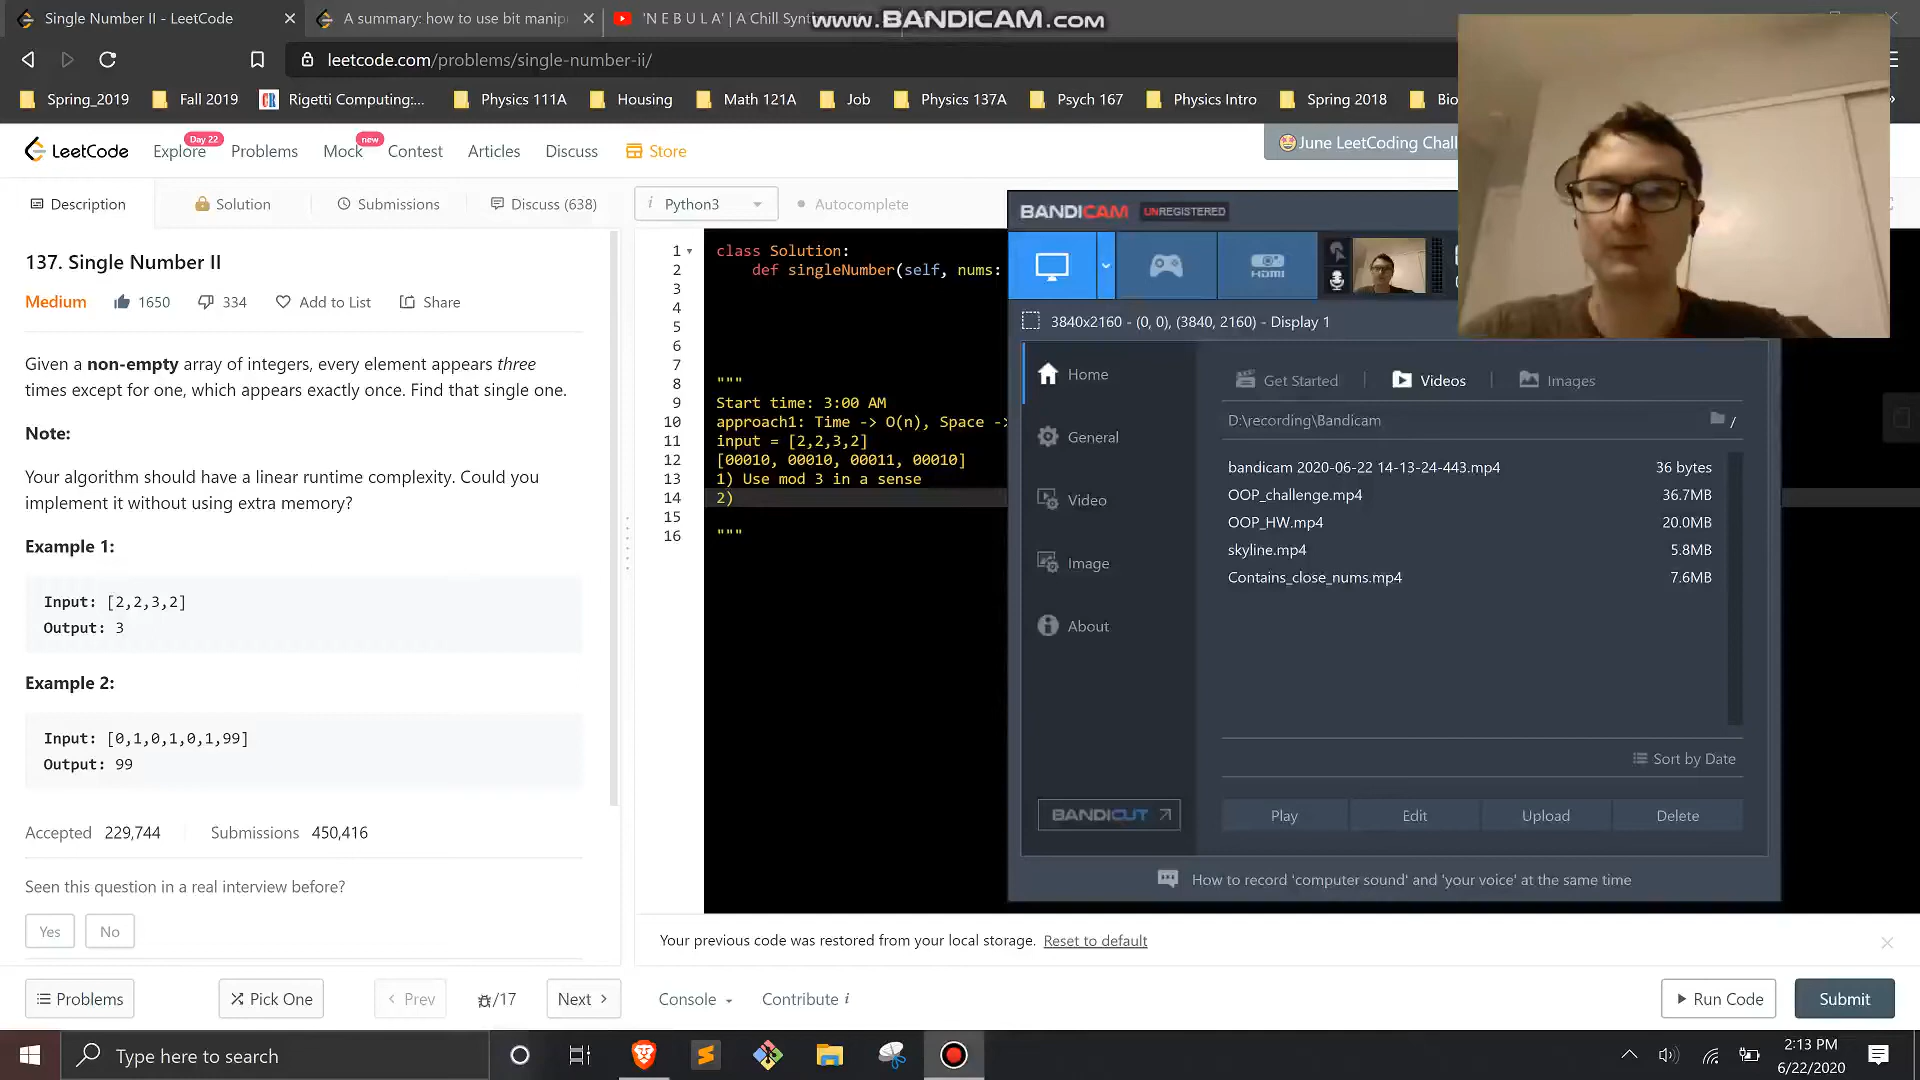 Single Number II - LeetCode
A summary: how to use bit manip
'N E B U L A' | A Chill Synt
www.BANDICAM.com
leetcode.com/problems/single-number-ii/
Spring_2019
Fall 2019
Rigetti Computing:...
Physics 111A
Housing
Math 121A
Job
Physics 137A
Psych 167
Physics Intro
Spring 2018
Bio
LeetCode
Explore
Day 22
Problems
Mock
new
Contest
Articles
Discuss
Store
June LeetCoding Chall
Description
Solution
Submissions
Discuss (638)
i Python3
Autocomplete
137. Single Number II
Medium
1650
334
Add to List
Share
Given a non-empty array of integers, every element appears three
times except for one, which appears exactly once. Find that single one.
Note:
Your algorithm should have a linear runtime complexity. Could you
implement it without using extra memory?
Example 1:
Input: [2,2,3,2]
Output: 3
Example 2:
Input: [0,1,0,1,0,1,99]
Output: 99
Accepted 229,744
Submissions 450,416
Seen this question in a real interview before?
Yes
No
1 class Solution:
2 def singleNumber(self, nums:
3
4
5
6
7
8 """
9 Start time: 3:00 AM
10 approach1: Time -> O(n), Space ->
11 input = [2,2,3,2]
12 [00010, 00010, 00011, 00010]
13 1) Use mod 3 in a sense
14 2)
15
16 """
BANDICAM UNREGISTERED
HDMI
3840x2160 - (0, 0), (3840, 2160) - Display 1
Home
General
Video
Image
About
BANDICUT
Get Started
Videos
Images
D:\recording\Bandicam
/
bandicam 2020-06-22 14-13-24-443.mp4 36 bytes
OOP_challenge.mp4 36.7MB
OOP_HW.mp4 20.0MB
skyline.mp4 5.8MB
Contains_close_nums.mp4 7.6MB
Sort by Date
Play
Edit
Upload
Delete
How to record 'computer sound' and 'your voice' at the same time
Your previous code was restored from your local storage. Reset to default
Problems
Pick One
Prev
/17
Next
Console
Contribute i
Run Code
Submit
Type here to search
2:13 PM
6/22/2020